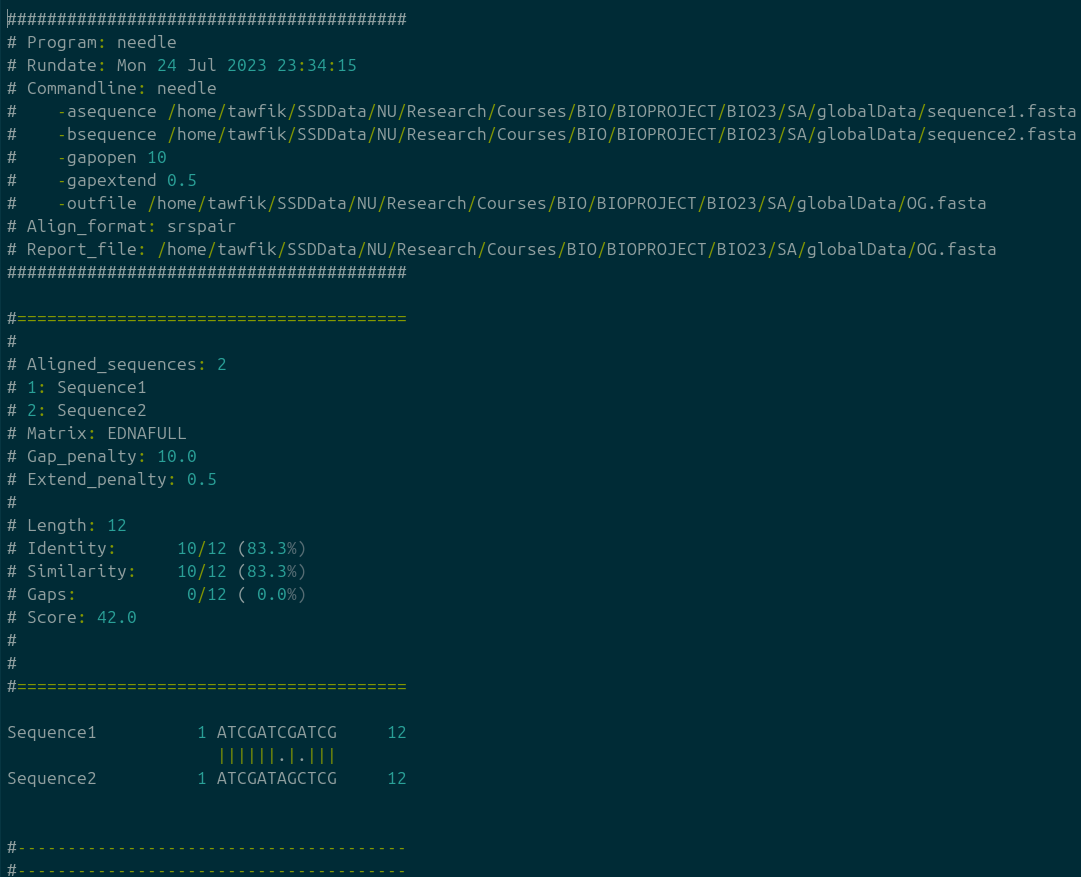 ########################################
# Program: needle
# Rundate: Mon 24 Jul 2023 23:34:15
# Commandline: needle
#    -asequence /home/tawfik/SSDData/NU/Research/Courses/BIO/BIOPROJECT/BIO23/SA/globalData/sequence1.fasta
#    -bsequence /home/tawfik/SSDData/NU/Research/Courses/BIO/BIOPROJECT/BIO23/SA/globalData/sequence2.fasta
#    -gapopen 10
#    -gapextend 0.5
#    -outfile /home/tawfik/SSDData/NU/Research/Courses/BIO/BIOPROJECT/BIO23/SA/globalData/OG.fasta
# Align_format: srspair
# Report_file: /home/tawfik/SSDData/NU/Research/Courses/BIO/BIOPROJECT/BIO23/SA/globalData/OG.fasta
########################################

#=======================================
#
# Aligned_sequences: 2
# 1: Sequence1
# 2: Sequence2
# Matrix: EDNAFULL
# Gap_penalty: 10.0
# Extend_penalty: 0.5
#
# Length: 12
# Identity:      10/12 (83.3%)
# Similarity:    10/12 (83.3%)
# Gaps:           0/12 ( 0.0%)
# Score: 42.0
#
#
#=======================================

Sequence1          1 ATCGATCGATCG     12
                     ||||||.|.|||
Sequence2          1 ATCGATAGCTCG     12


#---------------------------------------
#---------------------------------------